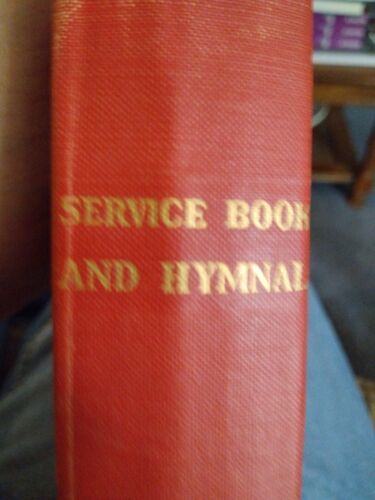 SERVICE BOOK
AND HYMNAL